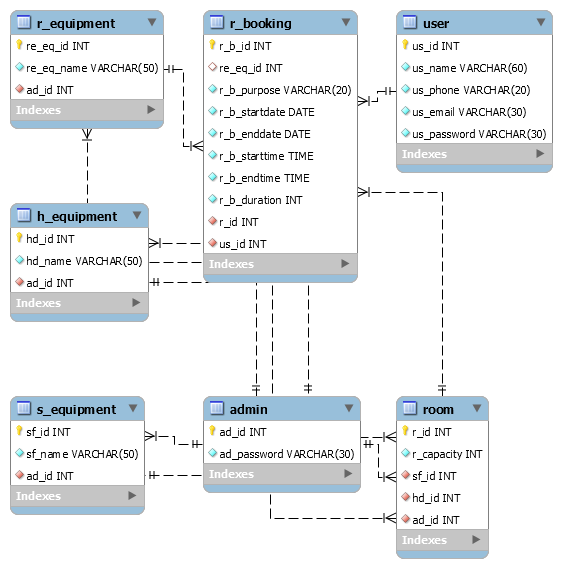 r_equipment
re_eq_id INT
re_eq_name VARCHAR(50)
ad_id INT
Indexes
r_booking
r_b_id INT
re_eq_id INT
r_b_purpose VARCHAR(20)
r_b_startdate DATE
r_b_enddate DATE
r_b_starttime TIME
r_b_endtime TIME
r_b_duration INT
r_id INT
us_id INT
Indexes
user
us_id INT
us_name VARCHAR(60)
us_phone VARCHAR(20)
us_email VARCHAR(30)
us_password VARCHAR(30)
Indexes
h_equipment
hd_id INT
hd_name VARCHAR(50)
ad_id INT
Indexes
s_equipment
sf_id INT
sf_name VARCHAR(50)
ad_id INT
Indexes
admin
ad_id INT
ad_password VARCHAR(30)
Indexes
room
r_id INT
r_capacity INT
sf_id INT
hd_id INT
ad_id INT
Indexes